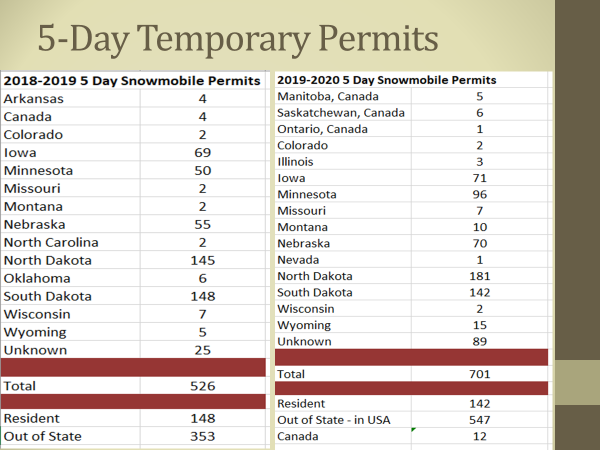 5-Day Temporary Permits
2018-2019 5 Day Snowmobile Permits
Arkansas 4
Canada 4
Colorado 2
Iowa 69
Minnesota 50
Missouri 2
Montana 2
Nebraska 55
North Carolina 2
North Dakota 145
Oklahoma 6
South Dakota 148
Wisconsin 7
Wyoming 5
Unknown 25
Total 526
Resident 148
Out of State 353
2019-2020 5 Day Snowmobile Permits
Manitoba, Canada 5
Saskatchewan, Canada 6
Ontario, Canada 1
Colorado 2
Illinois 3
Iowa 71
Minnesota 96
Missouri 7
Montana 10
Nebraska 70
Nevada 1
North Dakota 181
South Dakota 142
Wisconsin 2
Wyoming 15
Unknown 89
Total 701
Resident 142
Out of State - in USA 547
Canada 12